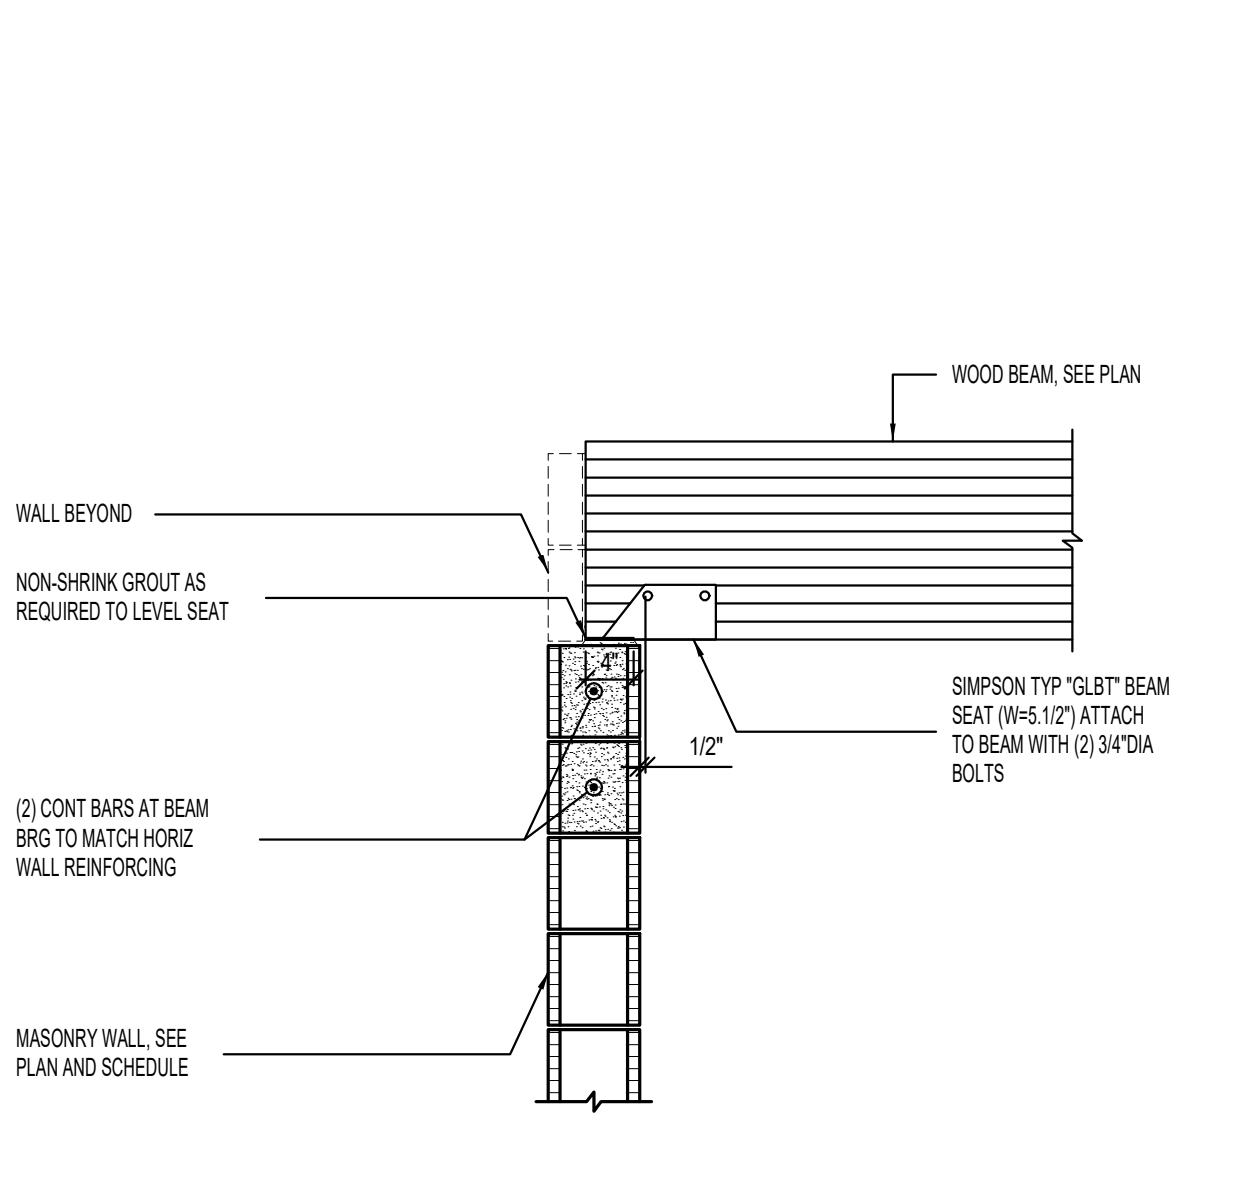 WOOD BEAM, SEE PLAN
WALL BEYOND
NON-SHRINK GROUT AS
REQUIRED TO LEVEL SEAT
4"
SIMPSON TYP "GLBT" BEAM
SEAT (W=5.1/2") ATTACH
TO BEAM WITH (2) 3/4"DIA
BOLTS
1/2"
(2) CONT BARS AT BEAM
BRG TO MATCH HORIZ
WALL REINFORCING
MASONRY WALL, SEE
PLAN AND SCHEDULE